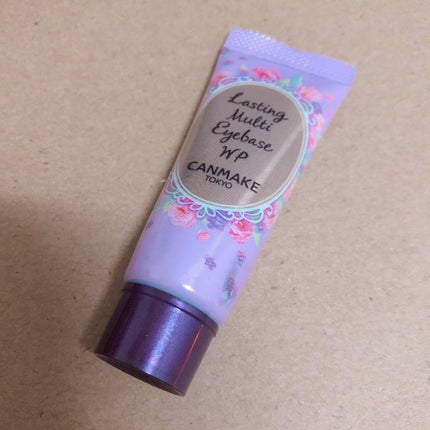 Lasting
Multi
Eyebase
WP
CANMAKE
TOKYO